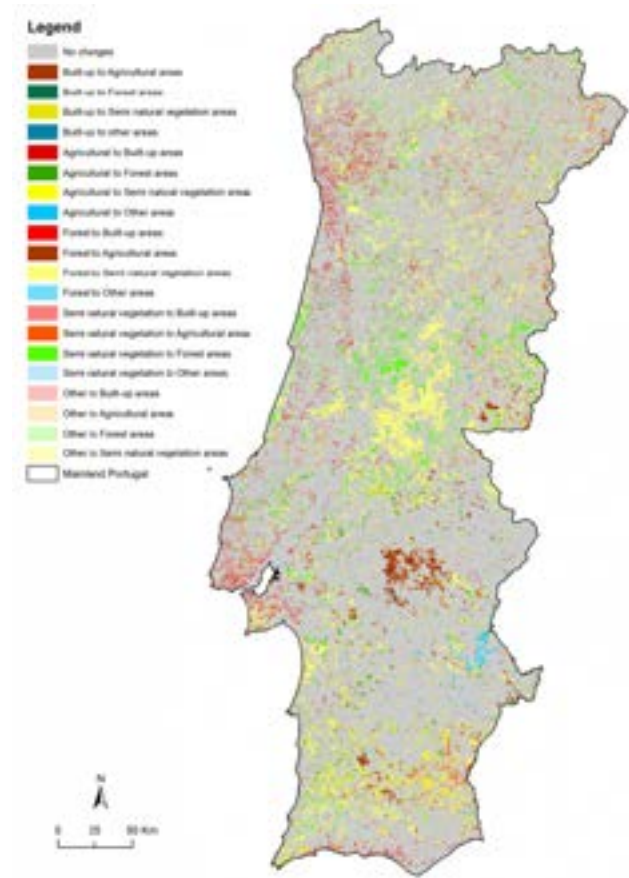 Legend
No changes
Built-up to Agricultural areas
Built-up to Forest areas
Built-up to Semi natural vegetation areas
Built-up to other areas
Agricultural to Built-up areas
Agricultural to Forest areas
Agricultural to Semi natural vegetation areas
Agricultural to Other areas
Forest to Built-up areas
Forest to Agricultural areas
Forest to Semi natural vegetation areas
Forest to Other areas
Semi natural vegetation to Built-up areas
Semi natural vegetation to Agricultural areas
Semi natural vegetation to Forest areas
Semi natural vegetation to Other areas
Other to Built-up areas
Other to Agricultural areas
Other to Forest areas
Other to Semi natural vegetation areas
Mainland Portugal
N
0 25 50 Km